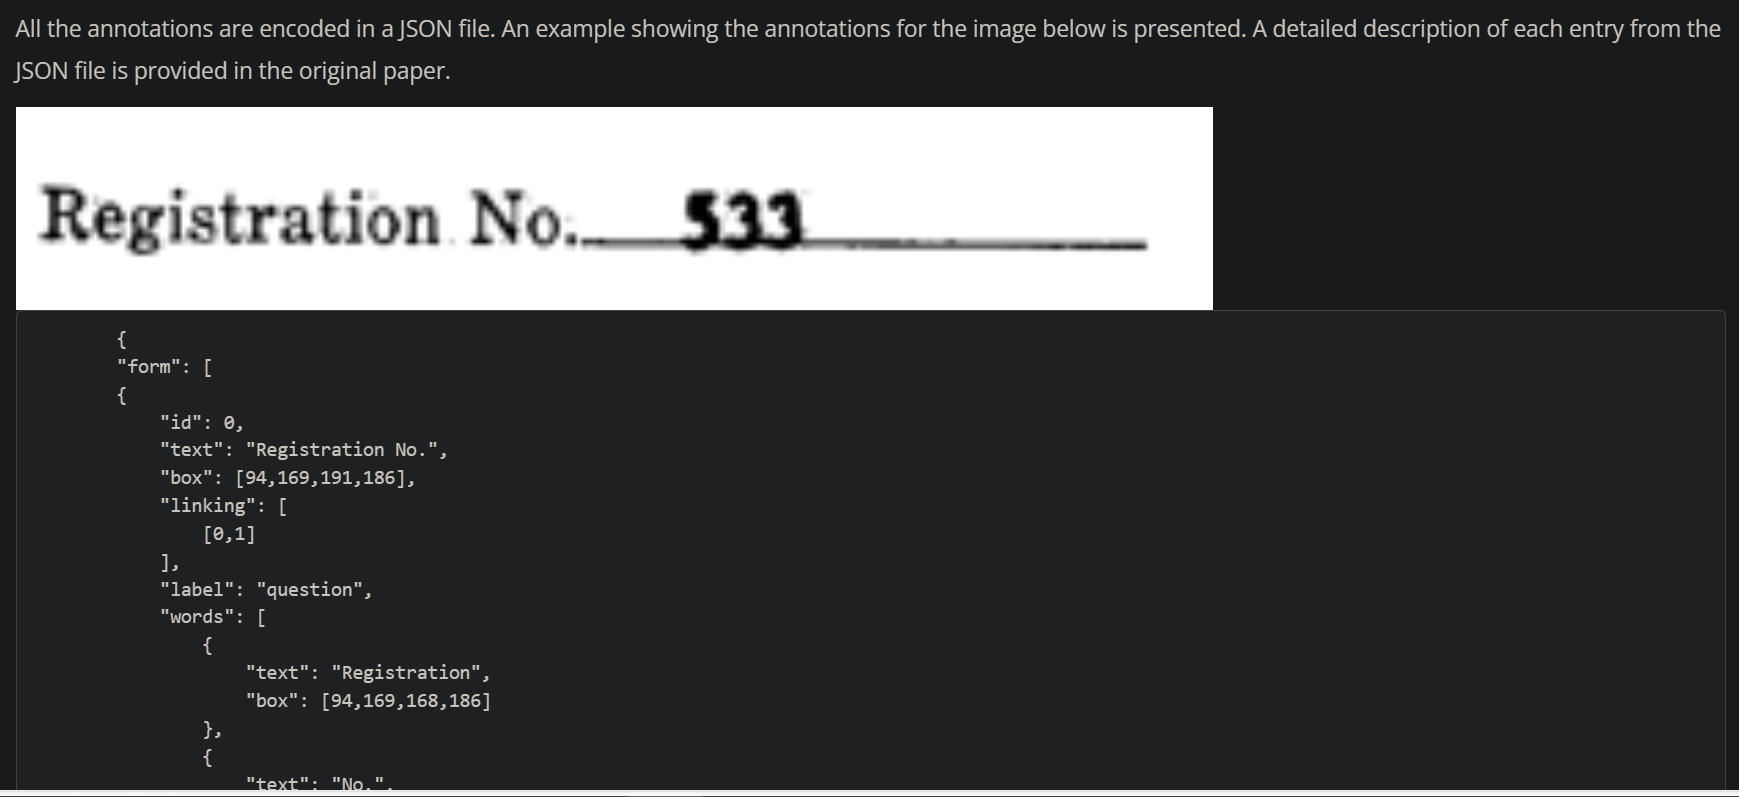 All the annotations are encoded in a JSON file. An example showing the annotations for the image below is presented. A detailed description of each entry from the
JSON file is provided in the original paper.
Registration No. 533
{
"form": [
{
"id": 0,
"text": "Registration No.",
"box": [94,169,191,186],
"linking": [
[0,1]
],
"label": "question",
"words": [
{
"text": "Registration",
"box": [94,169,168,186]
},
{
"text": "No.",